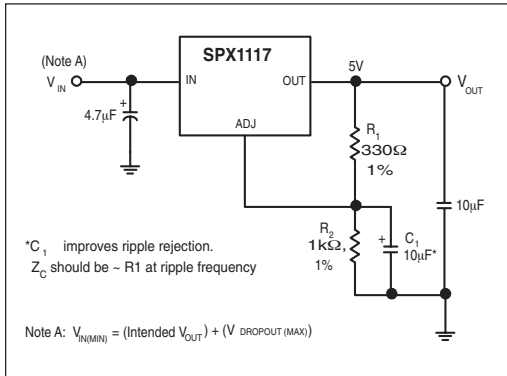 SPX1117
(Note A)
V IN
IN
OUT
5V
V OUT
4.7µF
+
ADJ
R1
330Ω
1%
10µF
R2
1kΩ,
1%
+
C1
10µF*
*C1 improves ripple rejection.
ZC should be ~ R1 at ripple frequency
Note A: VIN(MIN) = (Intended VOUT) + (V DROPOUT (MAX))